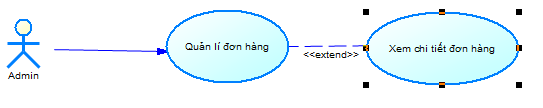 Quản lí đơn hàng
<<extend>>
Xem chi tiết đơn hàng
Admin